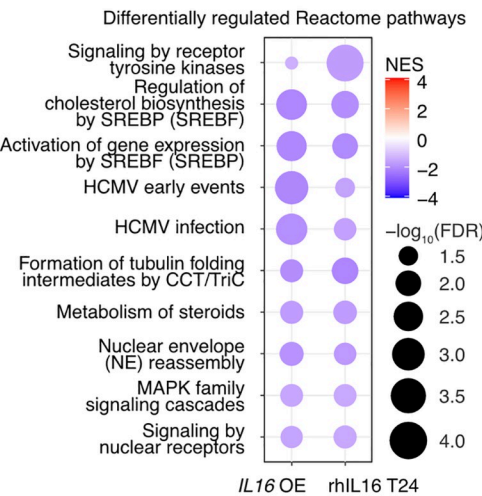 Differentially regulated Reactome pathways
Signaling by receptor
tyrosine kinases
Regulation of
cholesterol biosynthesis
by SREBP (SREBF)
Activation of gene expression
by SREBF (SREBP)
HCMV early events
HCMV infection
Formation of tubulin folding
intermediates by CCT/TriC
Metabolism of steroids
Nuclear envelope
(NE) reassembly
MAPK family
signaling cascades
Signaling by
nuclear receptors
IL16 OE
rhIL16 T24
NES
4
2
0
−2
−4
−log10(FDR)
1.5
2.0
2.5
3.0
3.5
4.0